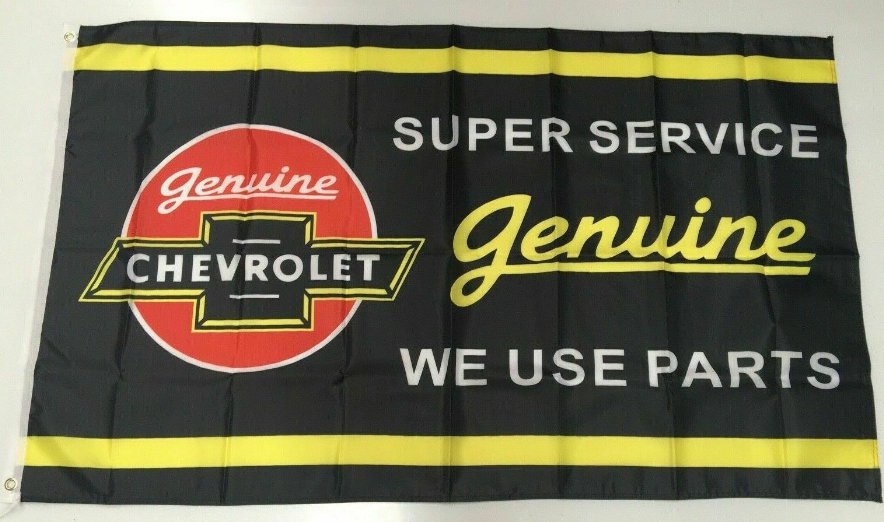 Genuine
CHEVROLET
SUPER SERVICE
Genuine
WE USE PARTS